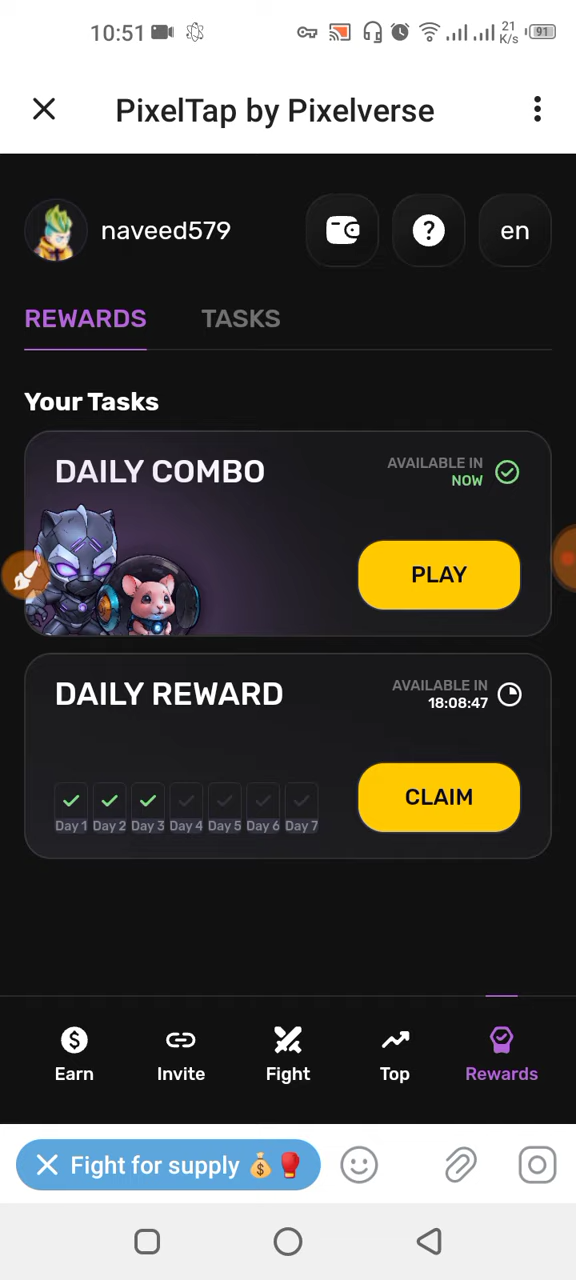 10:51
21
K/s
91
PixelTap by Pixelverse
naveed579
?
en
REWARDS
TASKS
Your Tasks
DAILY COMBO
AVAILABLE IN
NOW
PLAY
DAILY REWARD
AVAILABLE IN
18:08:47
CLAIM
Day 1 Day 2 Day 3 Day 4 Day 5 Day 6 Day 7
$
Earn Invite Fight Top Rewards
Fight for supply 💰🥊